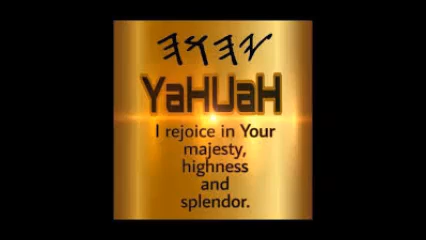 𐤉𐤄𐤅𐤄
YaHUaH
I rejoice in Your
majesty,
highness
and
splendor.